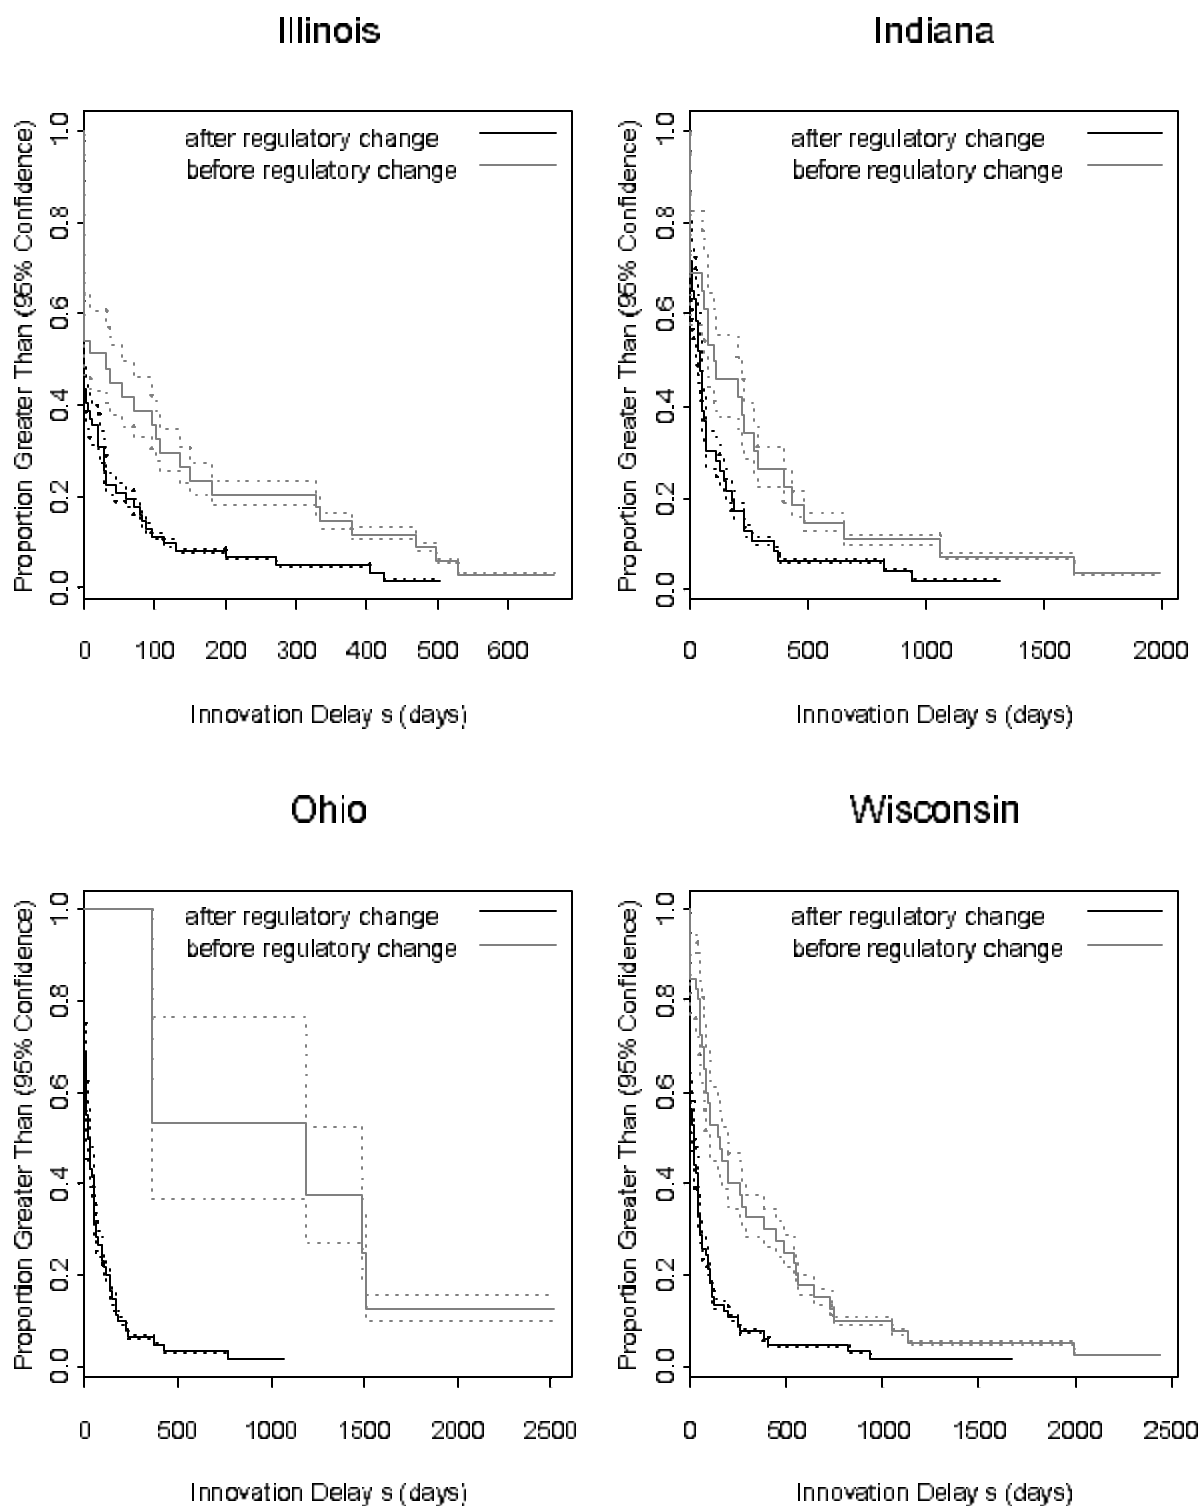 Illinois
Proportion Greater Than (95% Confidence)
1.0
0.8
0.6
0.4
0.2
0.0
after regulatory change
before regulatory change
0 100 200 300 400 500 600
Innovation Delay s (days)
Indiana
Proportion Greater Than (95% Confidence)
1.0
0.8
0.6
0.4
0.2
0.0
after regulatory change
before regulatory change
0 500 1000 1500 2000
Innovation Delay s (days)
Ohio
Proportion Greater Than (95% Confidence)
1.0
0.8
0.6
0.4
0.2
0.0
after regulatory change
before regulatory change
0 500 1000 1500 2000 2500
Innovation Delay s (days)
Wisconsin
Proportion Greater Than (95% Confidence)
1.0
0.8
0.6
0.4
0.2
0.0
after regulatory change
before regulatory change
0 500 1000 1500 2000 2500
Innovation Delay s (days)